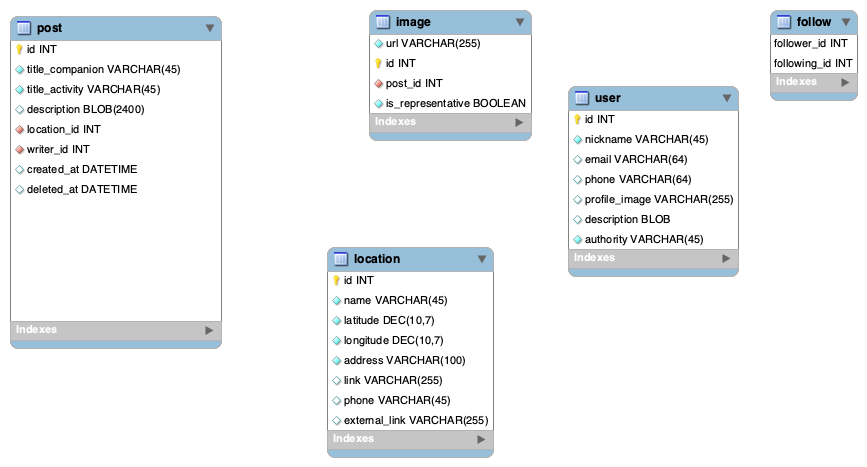 post
id INT
title_companion VARCHAR(45)
title_activity VARCHAR(45)
description BLOB(2400)
location_id INT
writer_id INT
created_at DATETIME
deleted_at DATETIME
Indexes
image
url VARCHAR(255)
id INT
post_id INT
is_representative BOOLEAN
Indexes
location
id INT
name VARCHAR(45)
latitude DEC(10,7)
longitude DEC(10,7)
address VARCHAR(100)
link VARCHAR(255)
phone VARCHAR(45)
external_link VARCHAR(255)
Indexes
user
id INT
nickname VARCHAR(45)
email VARCHAR(64)
phone VARCHAR(64)
profile_image VARCHAR(255)
description BLOB
authority VARCHAR(45)
Indexes
follow
follower_id INT
following_id INT
Indexes